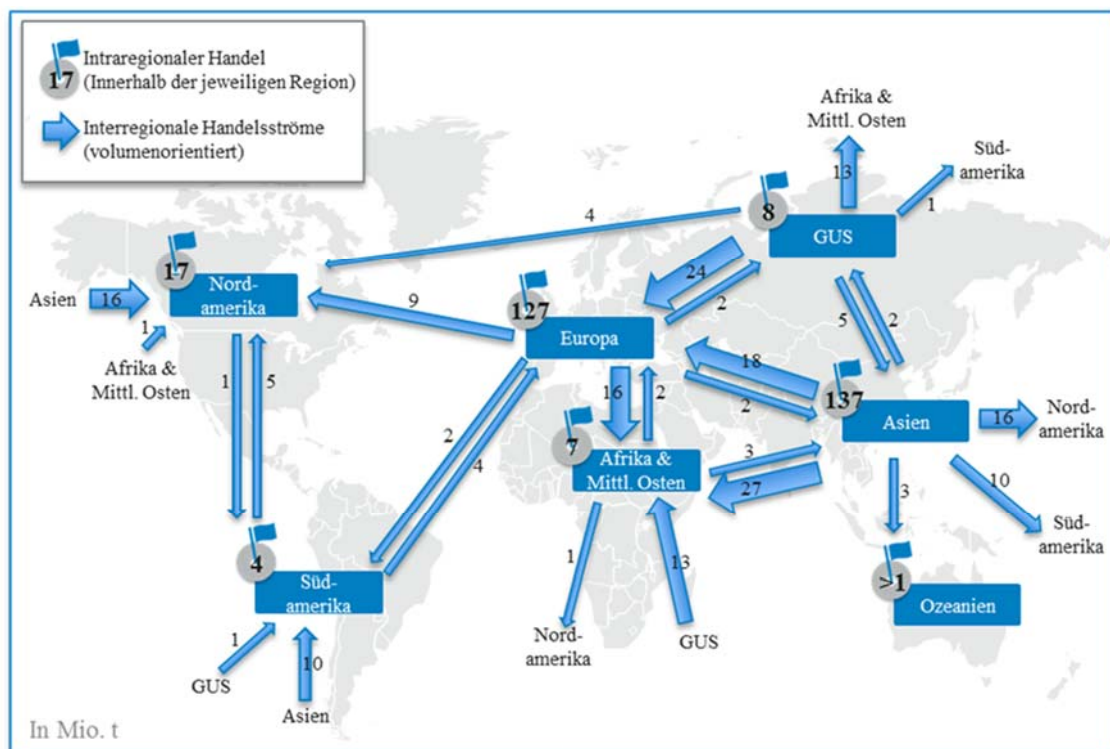 17
Intraregionaler Handel
(Innerhalb der jeweiligen Region)
Interregionale Handelsströme
(volumenorientiert)
Afrika &
Mittl. Osten
Süd-
amerika
13
1
8
GUS
4
17
Nord-
amerika
Asien
16
1
Afrika &
Mittl. Osten
9
127
Europa
24
2
5
2
18
2
137
Asien
16
Nord-
amerika
1
5
2
4
16
2
7
Afrika &
Mittl. Osten
3
27
3
10
Süd-
amerika
4
Süd-
amerika
1
GUS
10
Asien
1
Nord-
amerika
13
GUS
>1
Ozeanien
In Mio. t